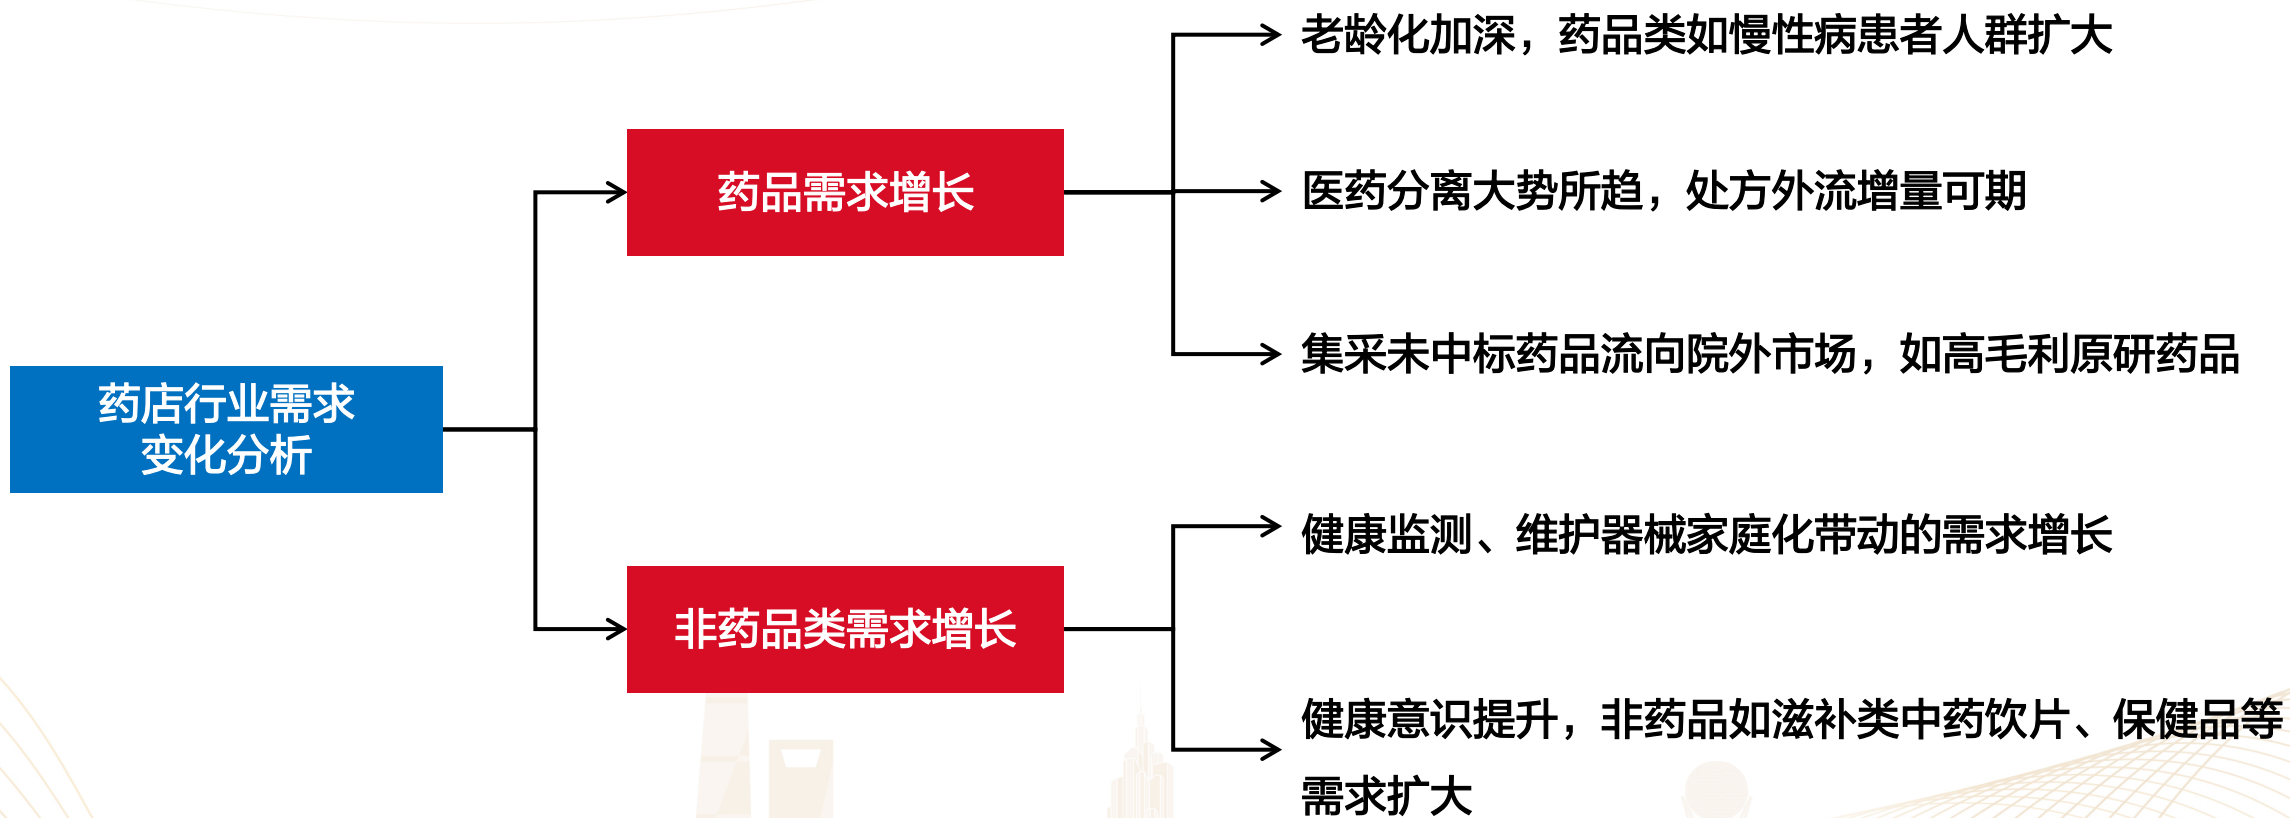 老龄化加深，药品类如慢性病患者人群扩大
药品需求增长
医药分离大势所趋，处方外流增量可期
集采未中标药品流向院外市场，如高毛利原研药品
药店行业需求
变化分析
健康监测、维护器械家庭化带动的需求增长
非药品类需求增长
健康意识提升，非药品如滋补类中药饮片、保健品等
需求扩大